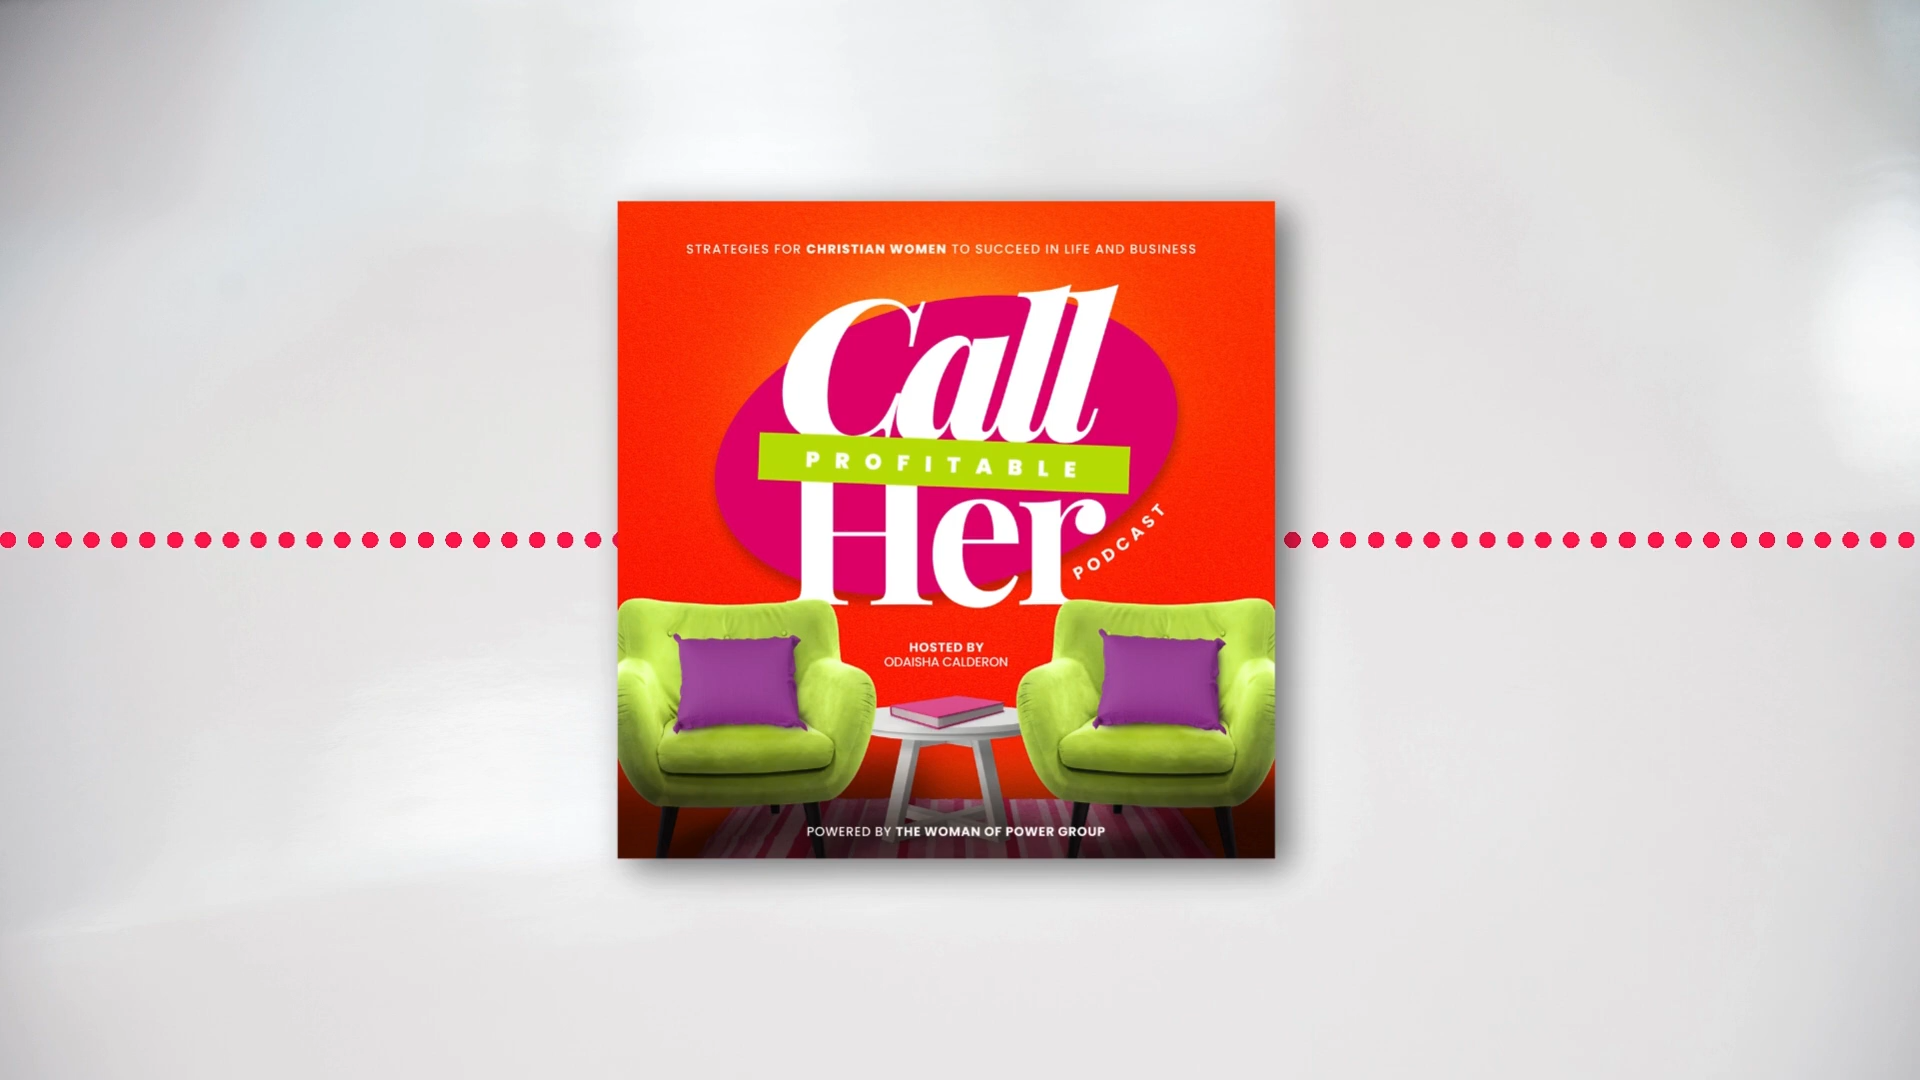 STRATEGIES FOR CHRISTIAN WOMEN TO SUCCEED IN LIFE AND BUSINESS
Call
PROFITABLE
Her
PODCAST
HOSTED BY
ODAISHA CALDERON
POWERED BY THE WOMAN OF POWER GROUP